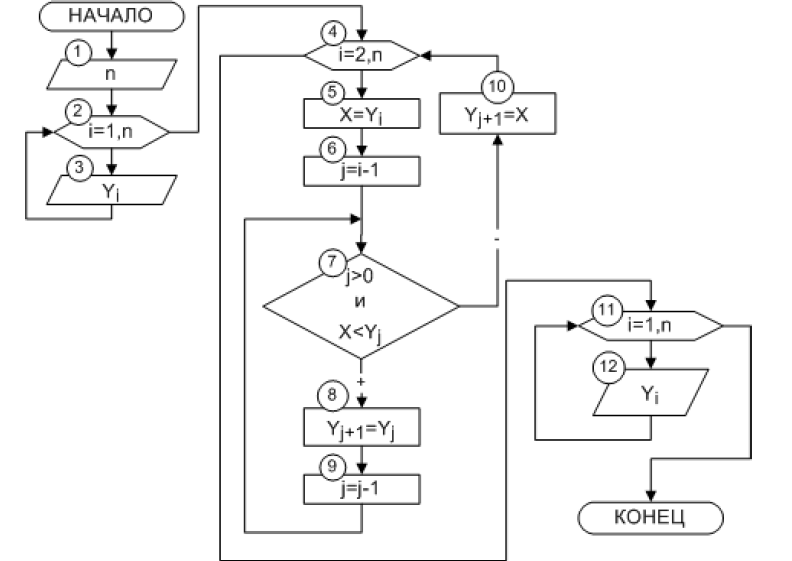 НАЧАЛО
1
n
2
i=1,n
3
Yi
4
i=2,n
5
X=Yi
6
j=i-1
7
j>0
и
X<Yj
+
-
8
Yj+1=Yj
9
j=j-1
10
Yj+1=X
11
i=1,n
12
Yi
КОНЕЦ